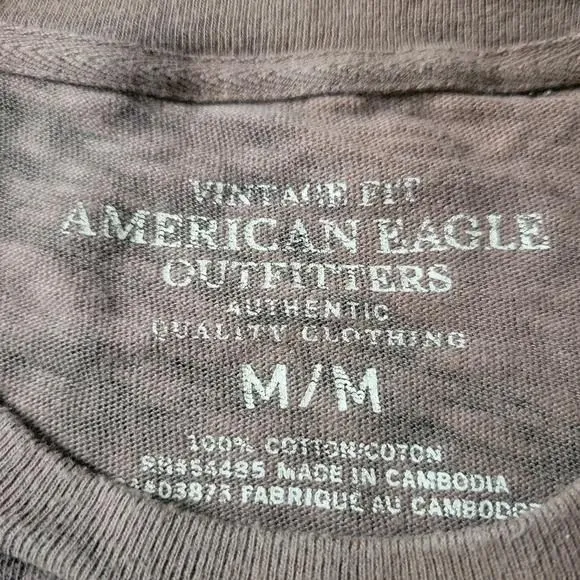 VINTAGE FIT
AMERICAN EAGLE
OUTFITTERS
AUTHENTIC
QUALITY CLOTHING
M/M
100% COTTON/COTON
RN#54485 MADE IN CAMBODIA
FABRIQUE AU CAMBODGE